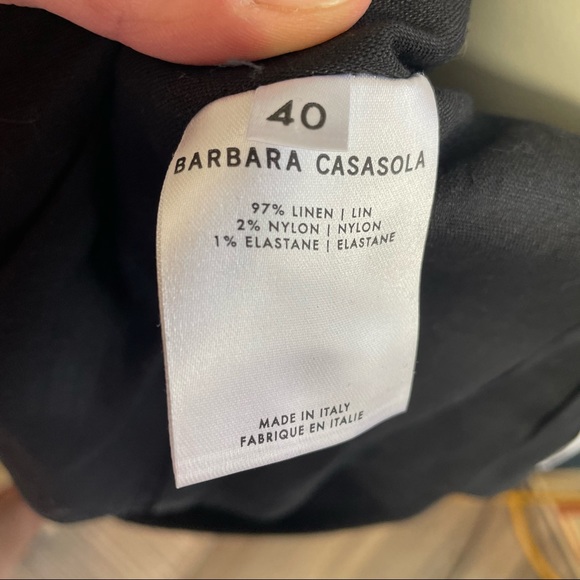 40
BARBARA CASASOLA
97% LINEN | LIN
2% NYLON | NYLON
1% ELASTANE | ELASTANE
MADE IN ITALY
FABRIQUE EN ITALIE